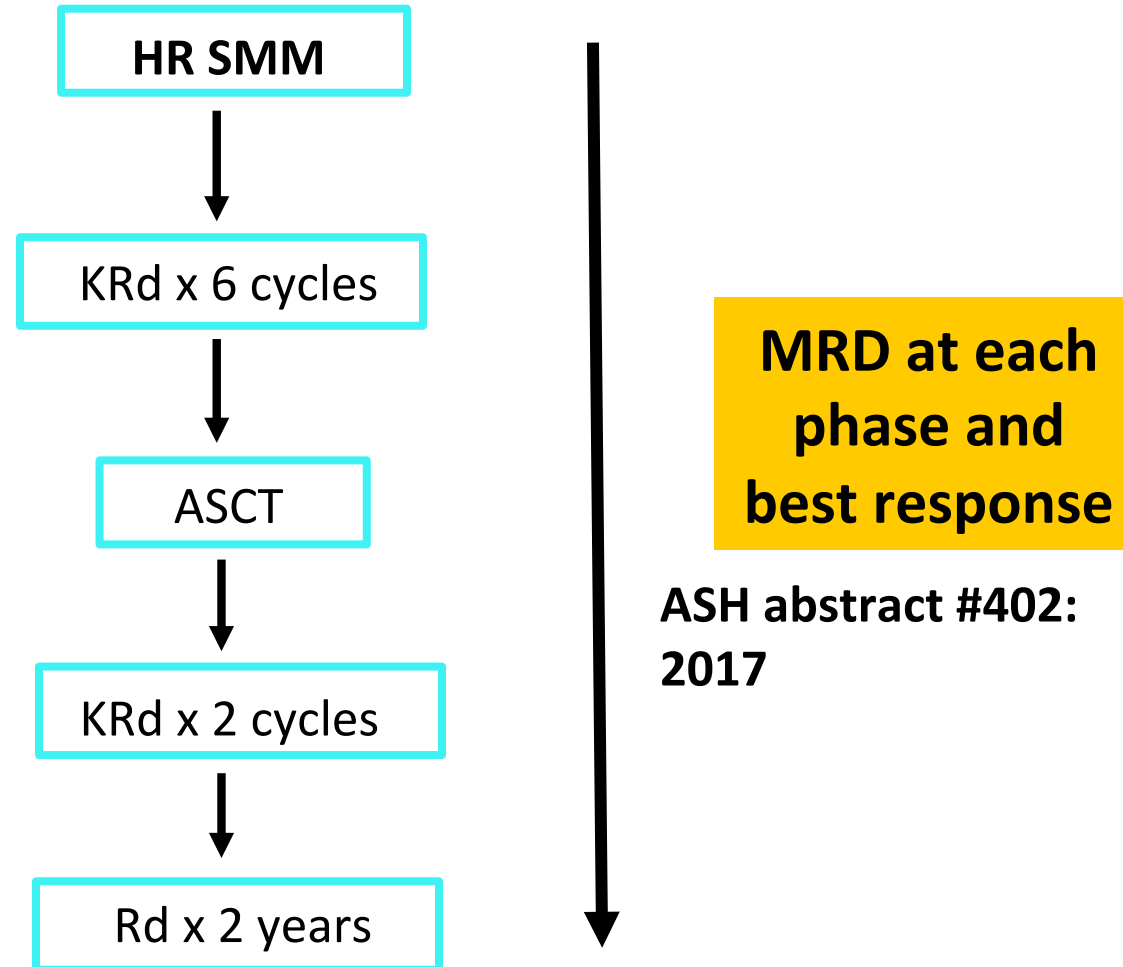 HR SMM
KRd x 6 cycles
ASCT
KRd x 2 cycles
Rd x 2 years
MRD at each
phase and
best response
ASH abstract #402:
2017